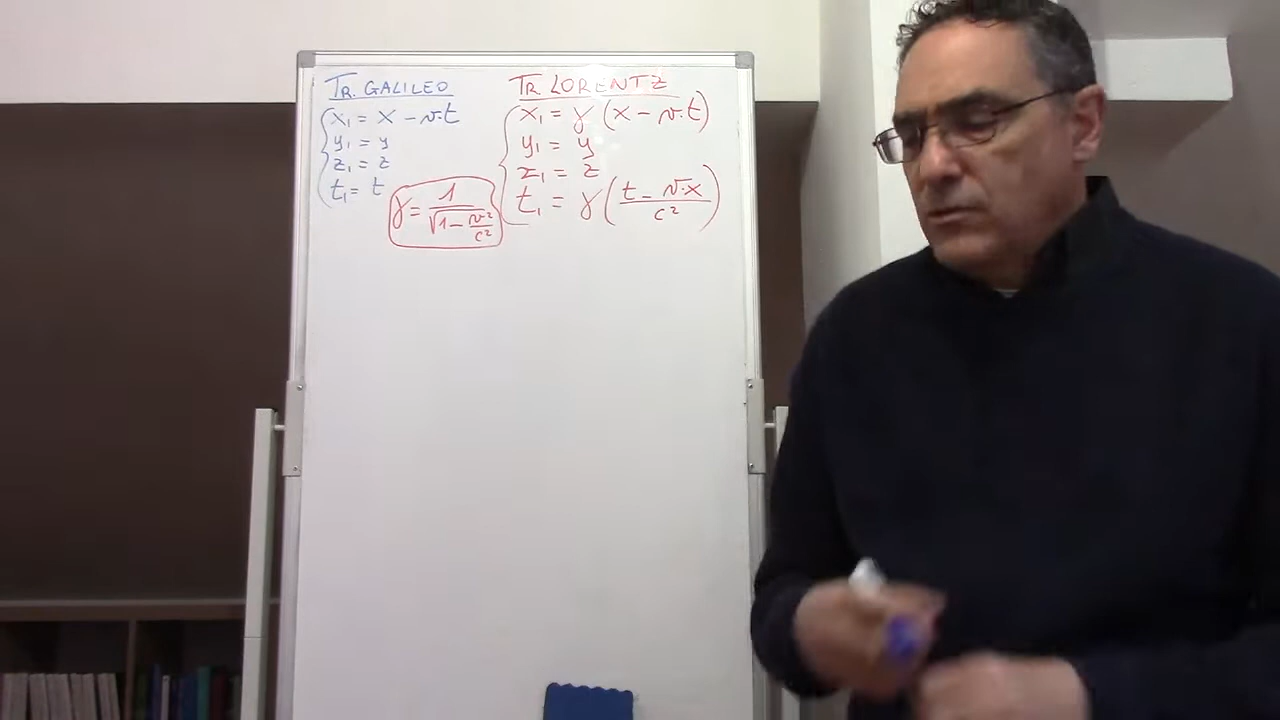 TR. GALILEO
x₁ = x - v·t
y₁ = y
z₁ = z
t₁ = t
γ = 1/√(1 - v²/c²)
TR LORENTZ
x₁ = γ (x - v·t)
y₁ = y
z₁ = z
t₁ = γ ((t - v·x)/c²)